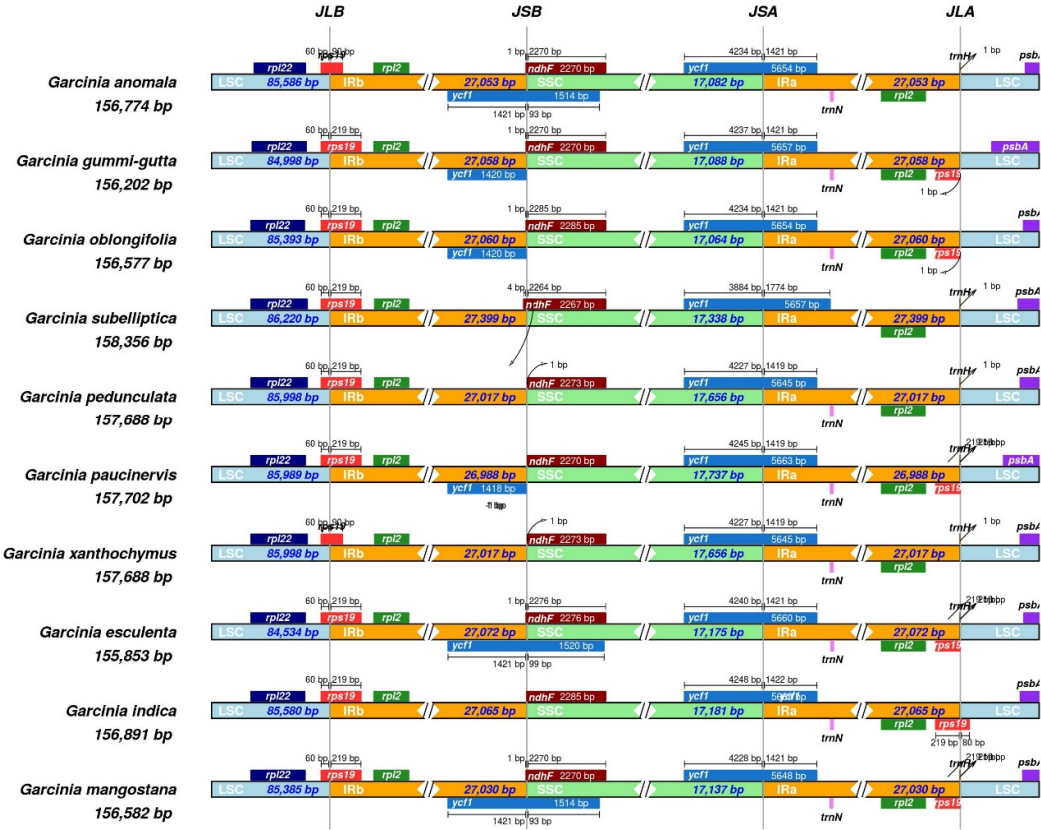 JLB JSB JSA JLA
60 bp 90 bp 1 bp 2270 bp 4234 bp 1421 bp 1 bp
rps19 trnH psbA
rpl22 rpl2 ndhF 2270 bp ycf1 5654 bp
Garcinia anomala LSC 85,586 bp IRb 27,053 bp SSC 17,082 bp IRa 27,053 bp LSC
156,774 bp ycf1 1514 bp trnN rpl2
1421 bp 93 bp
60 bp 219 bp 1 bp 2270 bp 4237 bp 1421 bp
rpl22 rps19 rpl2 ndhF 2270 bp ycf1 5657 bp psbA
Garcinia gummi-gutta LSC 84,998 bp IRb 27,058 bp SSC 17,088 bp IRa 27,058 bp LSC
156,202 bp ycf1 1420 bp trnN rpl2 rps19
1 bp
60 bp 219 bp 1 bp 2285 bp 4234 bp 1421 bp psbA
rpl22 rps19 rpl2 ndhF 2285 bp ycf1 5654 bp
Garcinia oblongifolia LSC 85,393 bp IRb 27,060 bp SSC 17,064 bp IRa 27,060 bp LSC
156,577 bp ycf1 1420 bp trnN rpl2 rps19
1 bp
60 bp 219 bp 4 bp 2264 bp 3884 bp 1774 bp trnH 1 bp psbA
rpl22 rps19 rpl2 ndhF 2267 bp ycf1 5657 bp
Garcinia subelliptica LSC 86,220 bp IRb 27,399 bp SSC 17,338 bp IRa 27,399 bp LSC
158,356 bp rpl2
60 bp 219 bp 1 bp 4227 bp 1419 bp trnH 1 bp psbA
rpl22 rps19 rpl2 ndhF 2273 bp ycf1 5645 bp
Garcinia pedunculata LSC 85,998 bp IRb 27,017 bp SSC 17,656 bp IRa 27,017 bp LSC
157,688 bp trnN rpl2
60 bp 219 bp 4245 bp 1419 bp trnH
rpl22 rps19 rpl2 ndhF 2270 bp ycf1 5663 bp psbA
Garcinia paucinervis LSC 85,989 bp IRb 26,988 bp SSC 17,737 bp IRa 26,988 bp LSC
157,702 bp ycf1 1418 bp trnN rpl2 rps19
60 bp 90 bp 1 bp 4227 bp 1419 bp 1 bp
rps19 trnH psbA
rpl22 rpl2 ndhF 2273 bp ycf1 5645 bp
Garcinia xanthochymus LSC 85,998 bp IRb 27,017 bp SSC 17,656 bp IRa 27,017 bp LSC
157,688 bp trnN rpl2
60 bp 219 bp 1 bp 2276 bp 4240 bp 1421 bp trnH psbA
rpl22 rps19 rpl2 ndhF 2276 bp ycf1 5660 bp
Garcinia esculenta LSC 84,534 bp IRb 27,072 bp SSC 17,175 bp IRa 27,072 bp LSC
155,853 bp ycf1 1520 bp trnN rpl2 rps19
1421 bp 99 bp
60 bp 219 bp 4248 bp 1422 bp psbA
rpl22 rps19 rpl2 ndhF 2285 bp ycf1 ycf1
Garcinia indica LSC 85,580 bp IRb 27,065 bp SSC 17,181 bp IRa 27,065 bp LSC
156,891 bp trnN rpl2 rps19
219 bp 80 bp
60 bp 219 bp 1 bp 2270 bp 4228 bp 1421 bp trnH psbA
rpl22 rps19 rpl2 ndhF 2270 bp ycf1 5648 bp
Garcinia mangostana LSC 85,385 bp IRb 27,030 bp SSC 17,137 bp IRa 27,030 bp LSC
156,582 bp ycf1 1514 bp trnN rpl2 rps19
1421 bp 93 bp